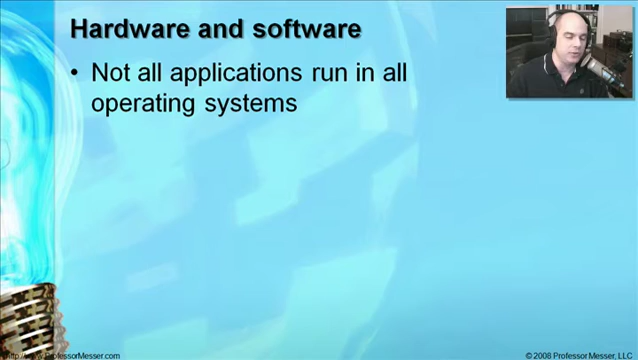 Hardware and software
• Not all applications run in all
operating systems
http://www.ProfessorMesser.com
© 2008 Professor Messer, LLC